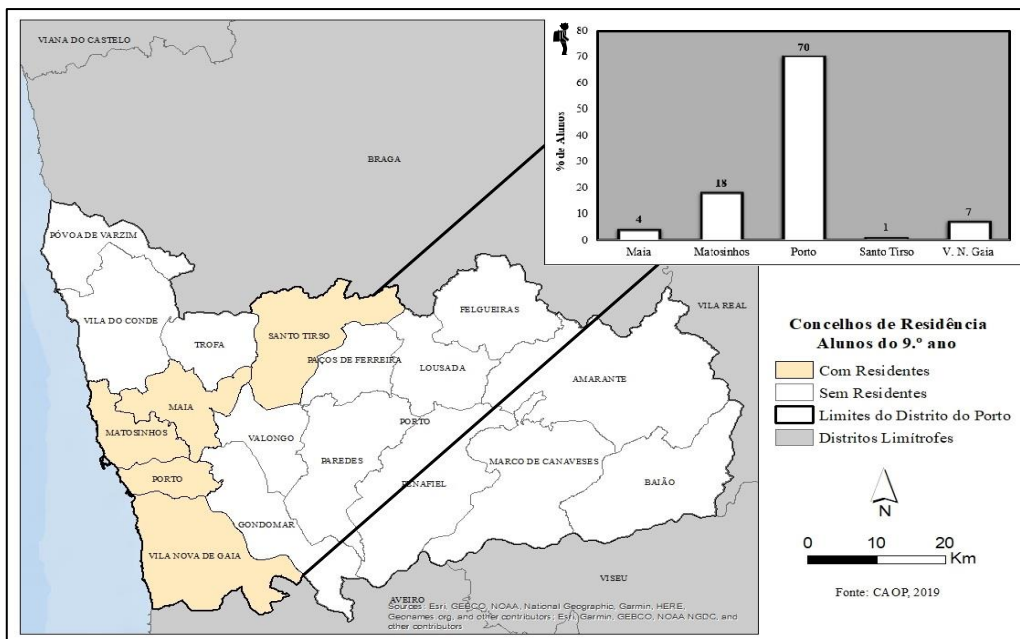 VIANA DO CASTELO
BRAGA
PÓVOA DE VARZIM
VILA DO CONDE
TROFA
SANTO TIRSO
PAÇOS DE FERREIRA
FELGUEIRAS
LOUSADA
VILA REAL
AMARANTE
MAIA
MATOSINHOS
VALONGO
PORTO
PAREDES
MARCO DE CANAVESES
PORTO
PENAFIEL
BAIÃO
GONDOMAR
VILA NOVA DE GAIA
VISEU
AVEIRO
Sources: Esri, GEBCO, NOAA, National Geographic, Garmin, HERE,
Geonames.org, and other contributors; Esri, Garmin, GEBCO, NOAA NGDC, and
other contributors
% de Alunos
80
70
60
50
40
30
20
10
0
4
18
70
1
7
Maia
Matosinhos
Porto
Santo Tirso
V. N. Gaia
Concelhos de Residência
Alunos do 9.º ano
Com Residentes
Sem Residentes
Limites do Distrito do Porto
Distritos Limítrofes
N
0 10 20
Km
Fonte: CAOP, 2019